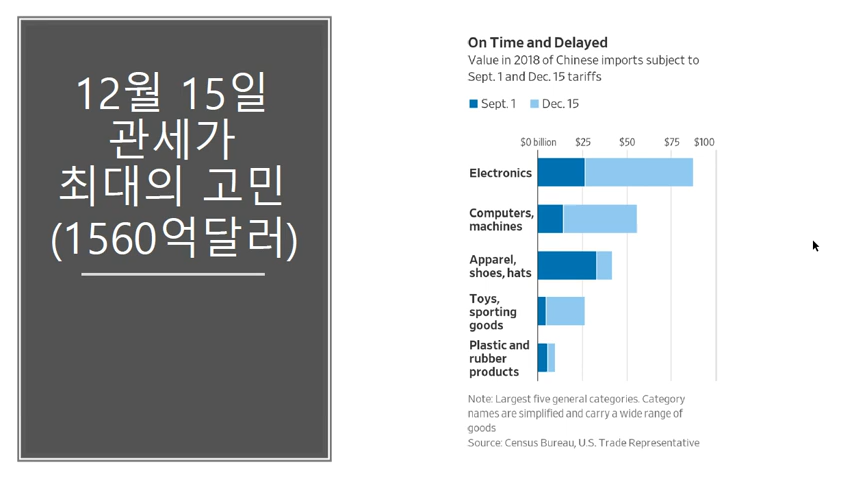 12월 15일
관세가
최대의 고민
(1560억달러)
On Time and Delayed
Value in 2018 of Chinese imports subject to
Sept. 1 and Dec. 15 tariffs
Sept. 1 Dec. 15
$0 billion $25 $50 $75 $100
Electronics
Computers,
machines
Apparel,
shoes, hats
Toys,
sporting
goods
Plastic and
rubber
products
Note: Largest five general categories. Category
names are simplified and carry a wide range of
goods
Source: Census Bureau, U.S. Trade Representative